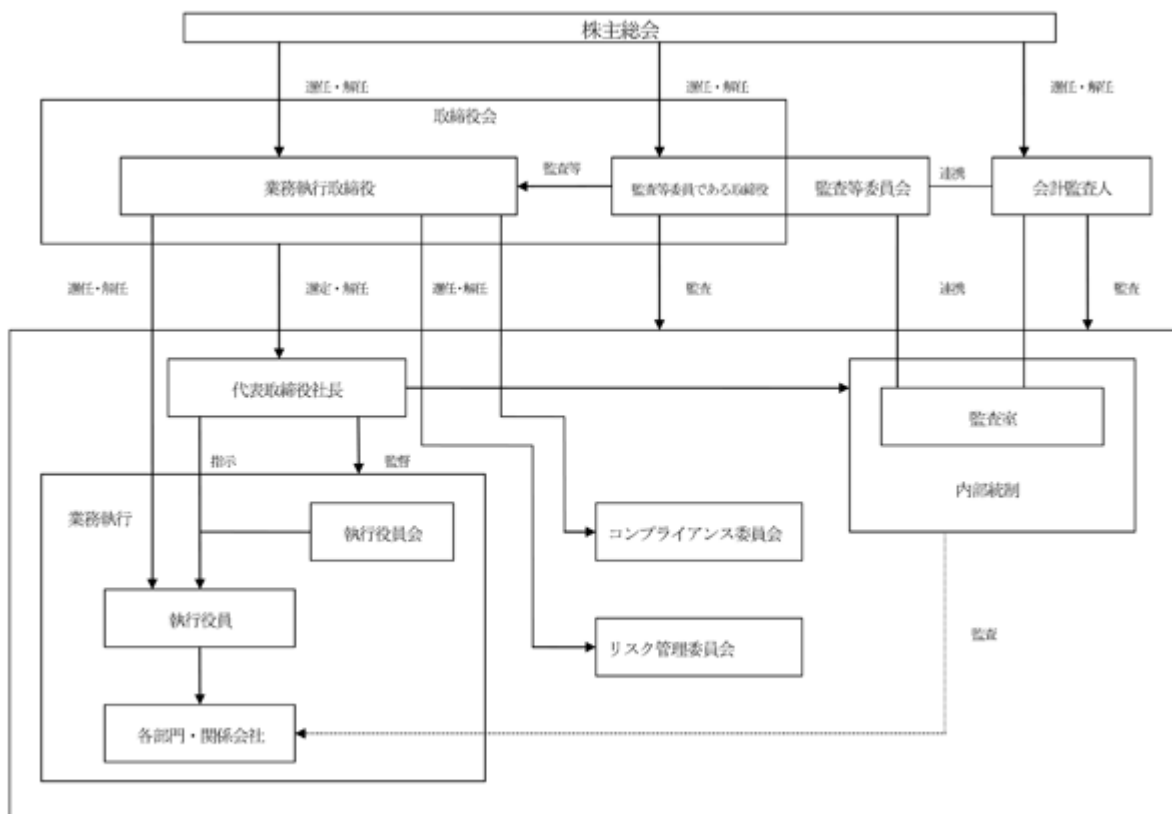 株主総会
選任・解任
選任・解任
選任・解任
取締役会
業務執行取締役
監査等
監査等委員である取締役
監査等委員会
連携
会計監査人
選任・解任
選定・解任
選任・解任
監査
連携
監査
代表取締役社長
監査室
指示
監督
内部統制
業務執行
執行役員会
コンプライアンス委員会
執行役員
リスク管理委員会
監査
各部門・関係会社